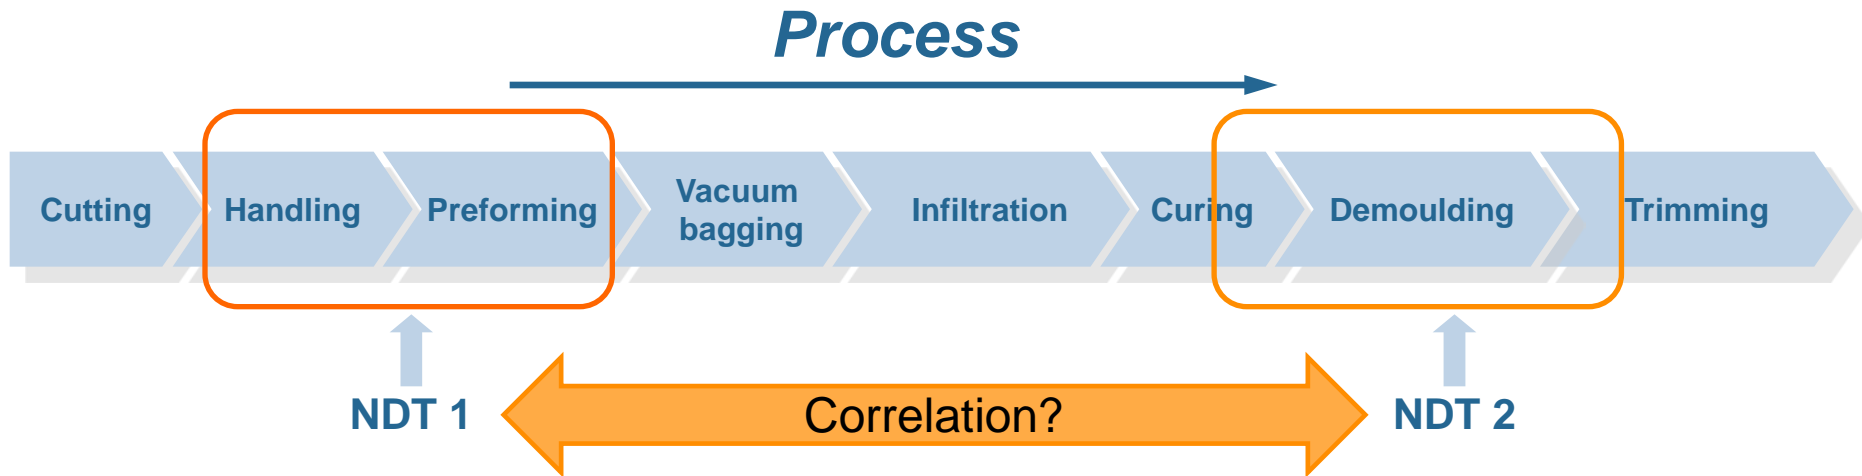 Process
Cutting
Handling
Preforming
Vacuum
bagging
Infiltration
Curing
Demoulding
Trimming
NDT 1
Correlation?
NDT 2